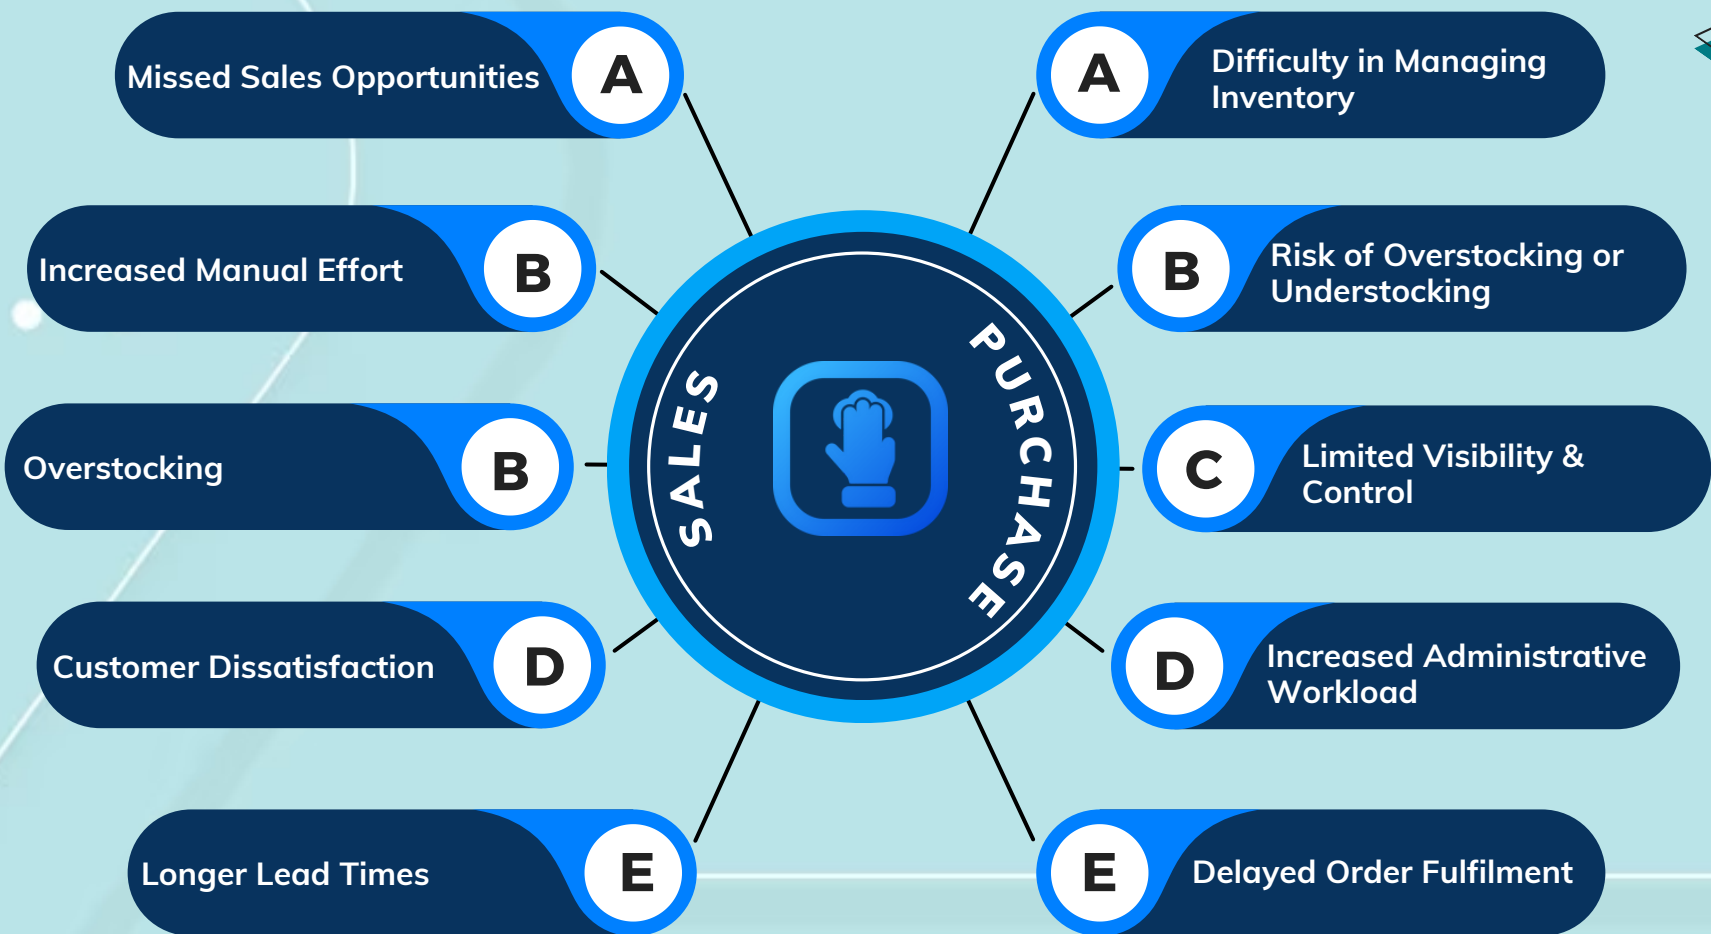 Missed Sales Opportunities
A
Increased Manual Effort
B
Overstocking
B
Customer Dissatisfaction
D
Longer Lead Times
E
SALES
PURCHASE
A
Difficulty in Managing
Inventory
B
Risk of Overstocking or
Understocking
C
Limited Visibility &
Control
D
Increased Administrative
Workload
E
Delayed Order Fulfilment